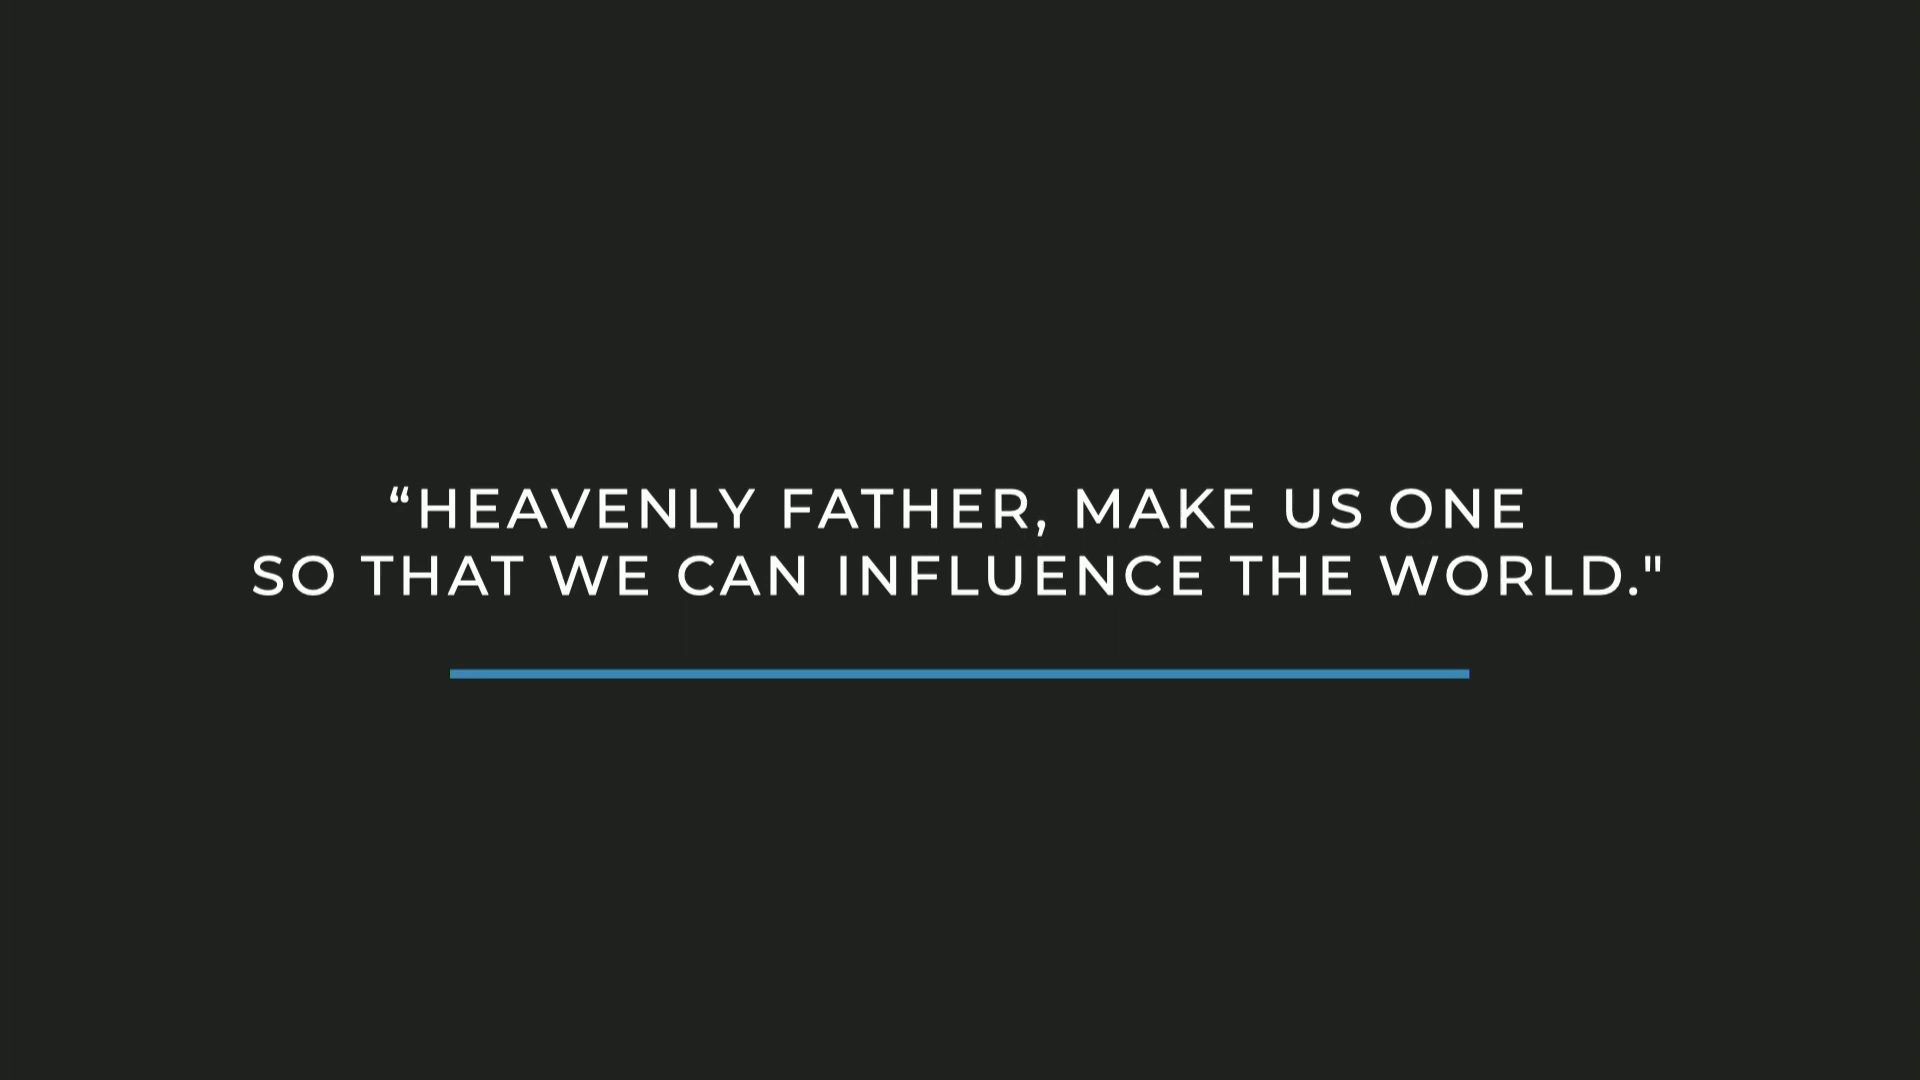 “HEAVENLY FATHER, MAKE US ONE
SO THAT WE CAN INFLUENCE THE WORLD."